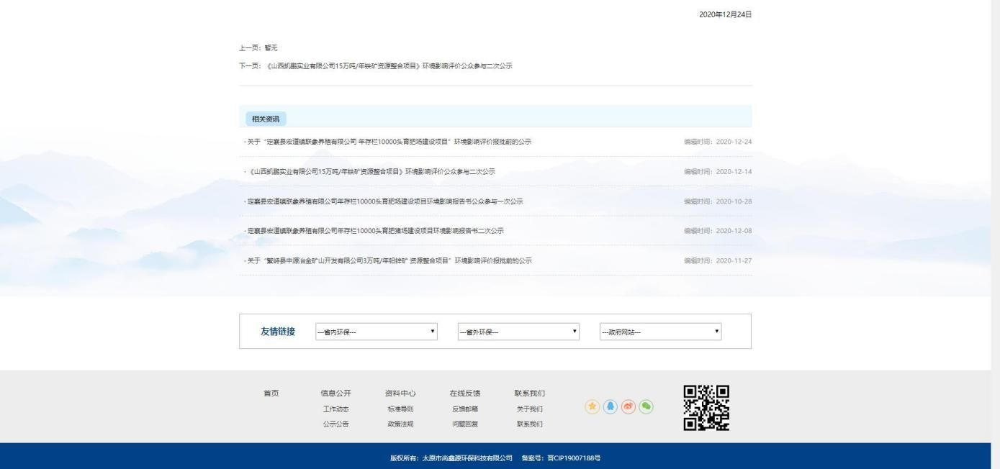 2020年12月24日
上一页：暂无
下一页：《山西凯鹏实业有限公司15万吨/年铁矿资源整合项目》环境影响评价公众参与二次公示
相关资讯
· 关于“定襄县宏道镇联象养殖有限公司 年存栏10000头育肥场建设项目”环境影响评价报批前的公示 编辑时间：2020-12-24
· 《山西凯鹏实业有限公司15万吨/年铁矿资源整合项目》环境影响评价公众参与二次公示 编辑时间：2020-12-14
· 定襄县宏道镇联象养殖有限公司年存栏10000头育肥场建设项目环境影响报告书公众参与一次公示 编辑时间：2020-10-28
· 定襄县宏道镇联象养殖有限公司年存栏10000头育肥猪场建设项目环境影响报告书二次公示 编辑时间：2020-12-08
· 关于“繁峙县中源冶金矿山开发有限公司3万吨/年铅锌矿 资源整合项目”环境影响评价报批前的公示 编辑时间：2020-11-27
友情链接 ---省内环保--- ---省外环保--- ---政府网站---
首页 信息公开 资料中心 在线反馈 联系我们
工作动态 标准导则 反馈邮箱 关于我们
公示公告 政策法规 问题回复 联系我们
版权所有：太原市尚鑫源环保科技有限公司 备案号：晋CIP19007188号